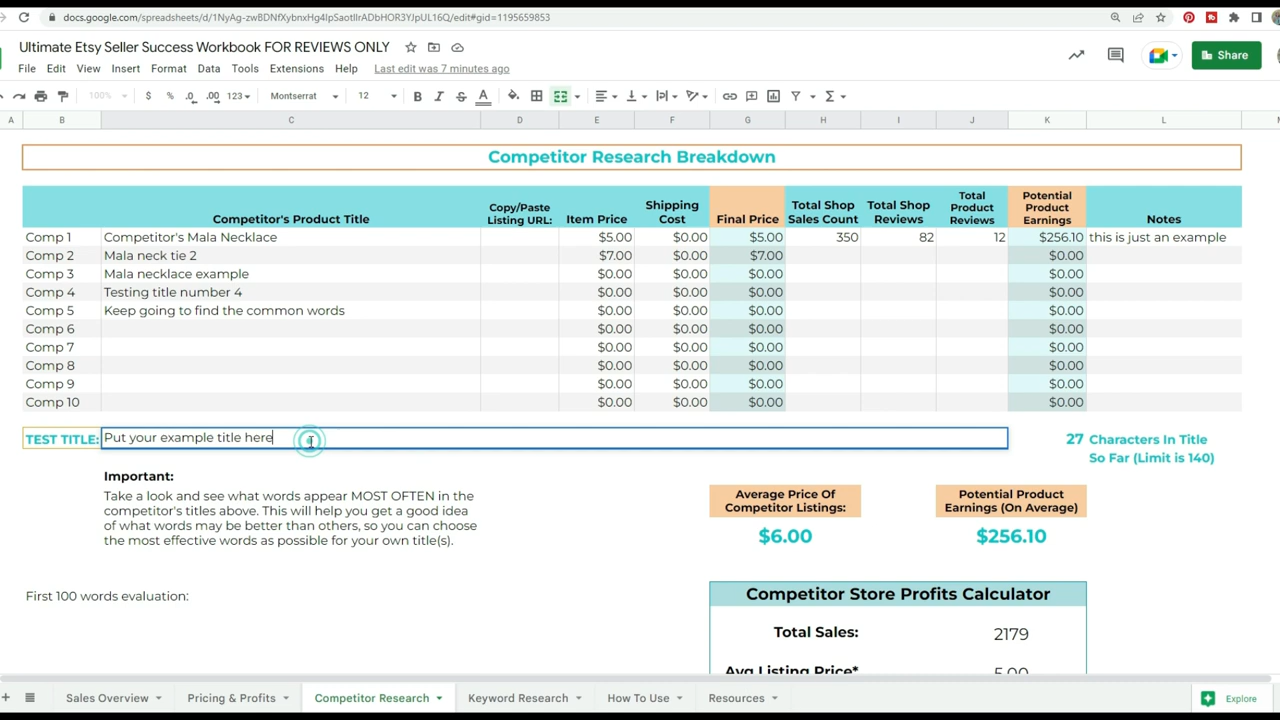 docs.google.com/spreadsheets/d/1NyAg-zwBDNfXybnxHg4lpSaotlIrADbHOR3YJpUL16Q/edit#gid=1195659853
Ultimate Etsy Seller Success Workbook FOR REVIEWS ONLY
File Edit View Insert Format Data Tools Extensions Help Last edit was 7 minutes ago
Share
100% $ % .0 .00 123 Montserrat 12 B I S A
A B C D E F G H I J K L
Competitor Research Breakdown
Competitor's Product Title Copy/Paste Listing URL: Item Price Shipping Cost Final Price Total Shop Sales Count Total Shop Reviews Total Product Reviews Potential Product Earnings Notes
Comp 1 Competitor's Mala Necklace $5.00 $0.00 $5.00 350 82 12 $256.10 this is just an example
Comp 2 Mala neck tie 2 $7.00 $0.00 $7.00 $0.00
Comp 3 Mala necklace example $0.00 $0.00 $0.00 $0.00
Comp 4 Testing title number 4 $0.00 $0.00 $0.00 $0.00
Comp 5 Keep going to find the common words $0.00 $0.00 $0.00 $0.00
Comp 6 $0.00 $0.00 $0.00 $0.00
Comp 7 $0.00 $0.00 $0.00 $0.00
Comp 8 $0.00 $0.00 $0.00 $0.00
Comp 9 $0.00 $0.00 $0.00 $0.00
Comp 10 $0.00 $0.00 $0.00 $0.00
TEST TITLE: Put your example title here 27 Characters In Title
So Far (Limit is 140)
Important:
Take a look and see what words appear MOST OFTEN in the
competitor's titles above. This will help you get a good idea
of what words may be better than others, so you can choose
the most effective words as possible for your own title(s).
Average Price Of
Competitor Listings:
$6.00
Potential Product
Earnings (On Average)
$256.10
First 100 words evaluation:
Competitor Store Profits Calculator
Total Sales: 2179
Avg Listing Price* 5.00
Sales Overview Pricing & Profits Competitor Research Keyword Research How To Use Resources Explore